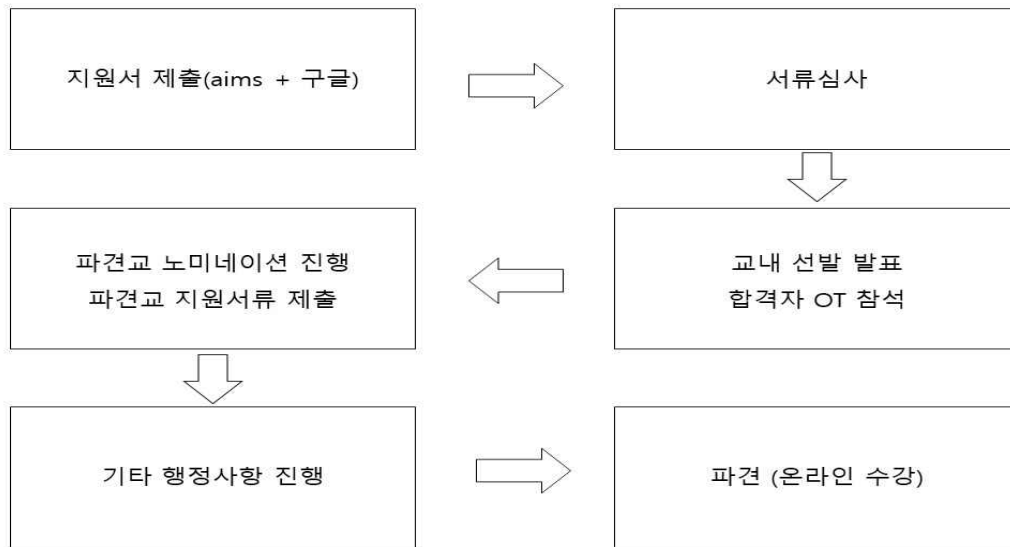 지원서 제출(aims + 구글)
서류심사
교내 선발 발표
합격자 OT 참석
파견교 노미네이션 진행
파견교 지원서류 제출
기타 행정사항 진행
파견 (온라인 수강)